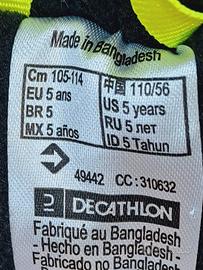 Made in Bangladesh
Cm 105-114
EU 5 ans
BR 5
MX 5 años
中国 110/56
US 5 years
RU 5 лет
ID 5 Tahun
49442 CC: 310632
DECATHLON
Fabriqué au Bangladesh
- Hecho en Bangladesh -
Fabricado no Bangladesh